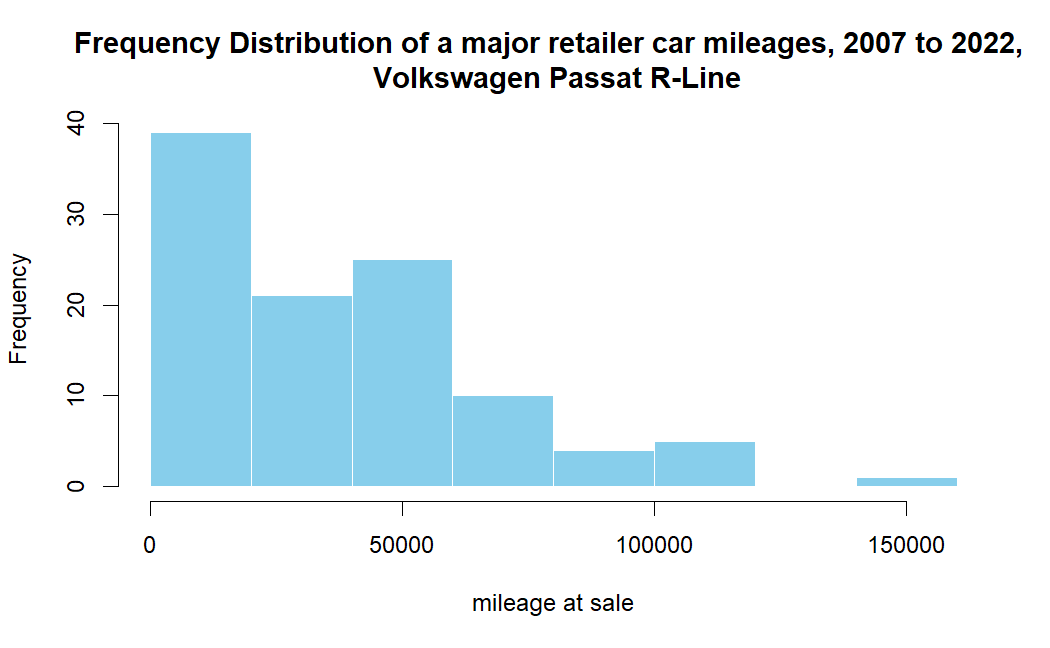 Frequency Distribution of a major retailer car mileages, 2007 to 2022,
Volkswagen Passat R-Line
40
30
20
10
0
Frequency
0 50000 100000 150000
mileage at sale